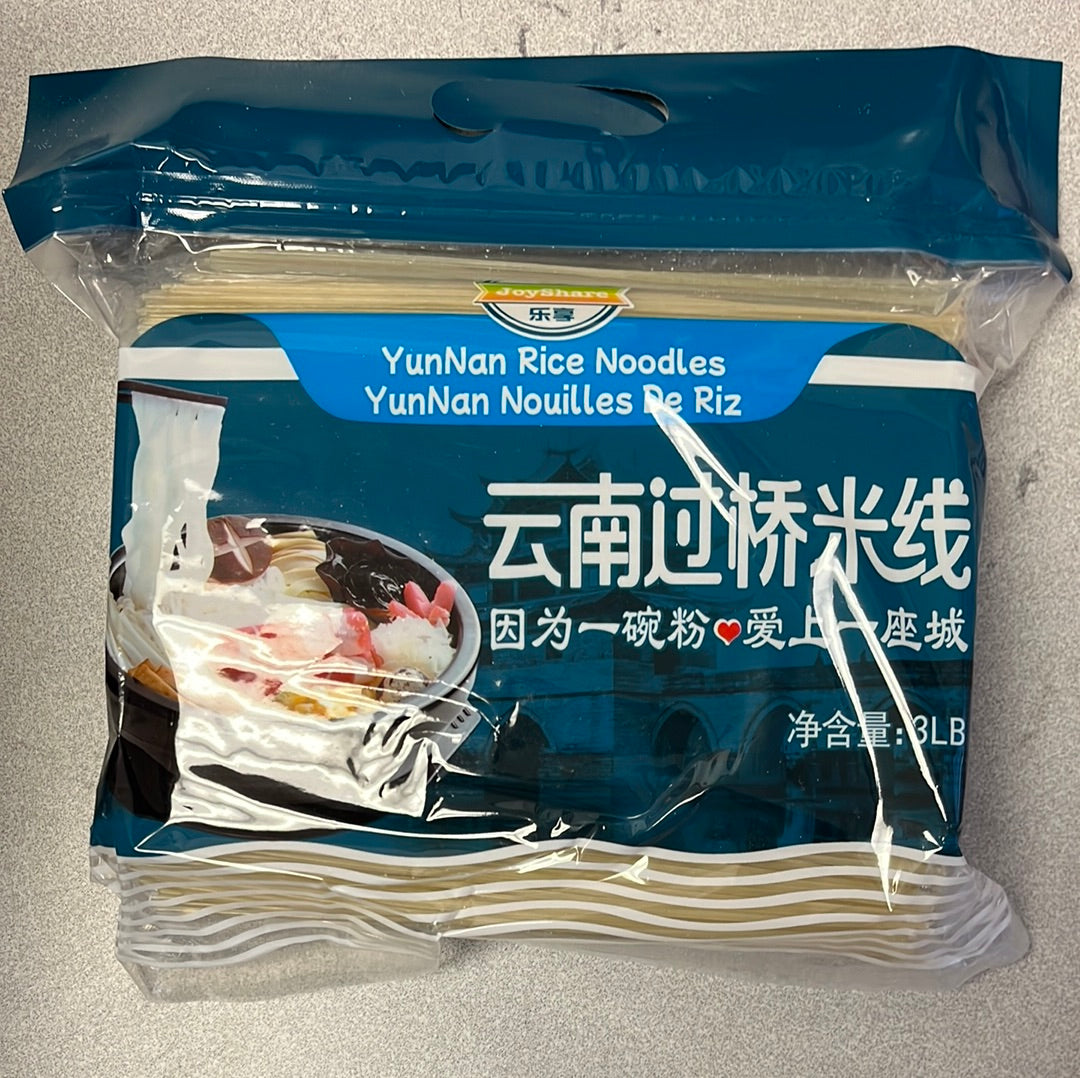 JoyShare
乐享
YunNan Rice Noodles
YunNan Nouilles De Riz
云南过桥米线
因为一碗粉❤爱上一座城
净含量:3LB